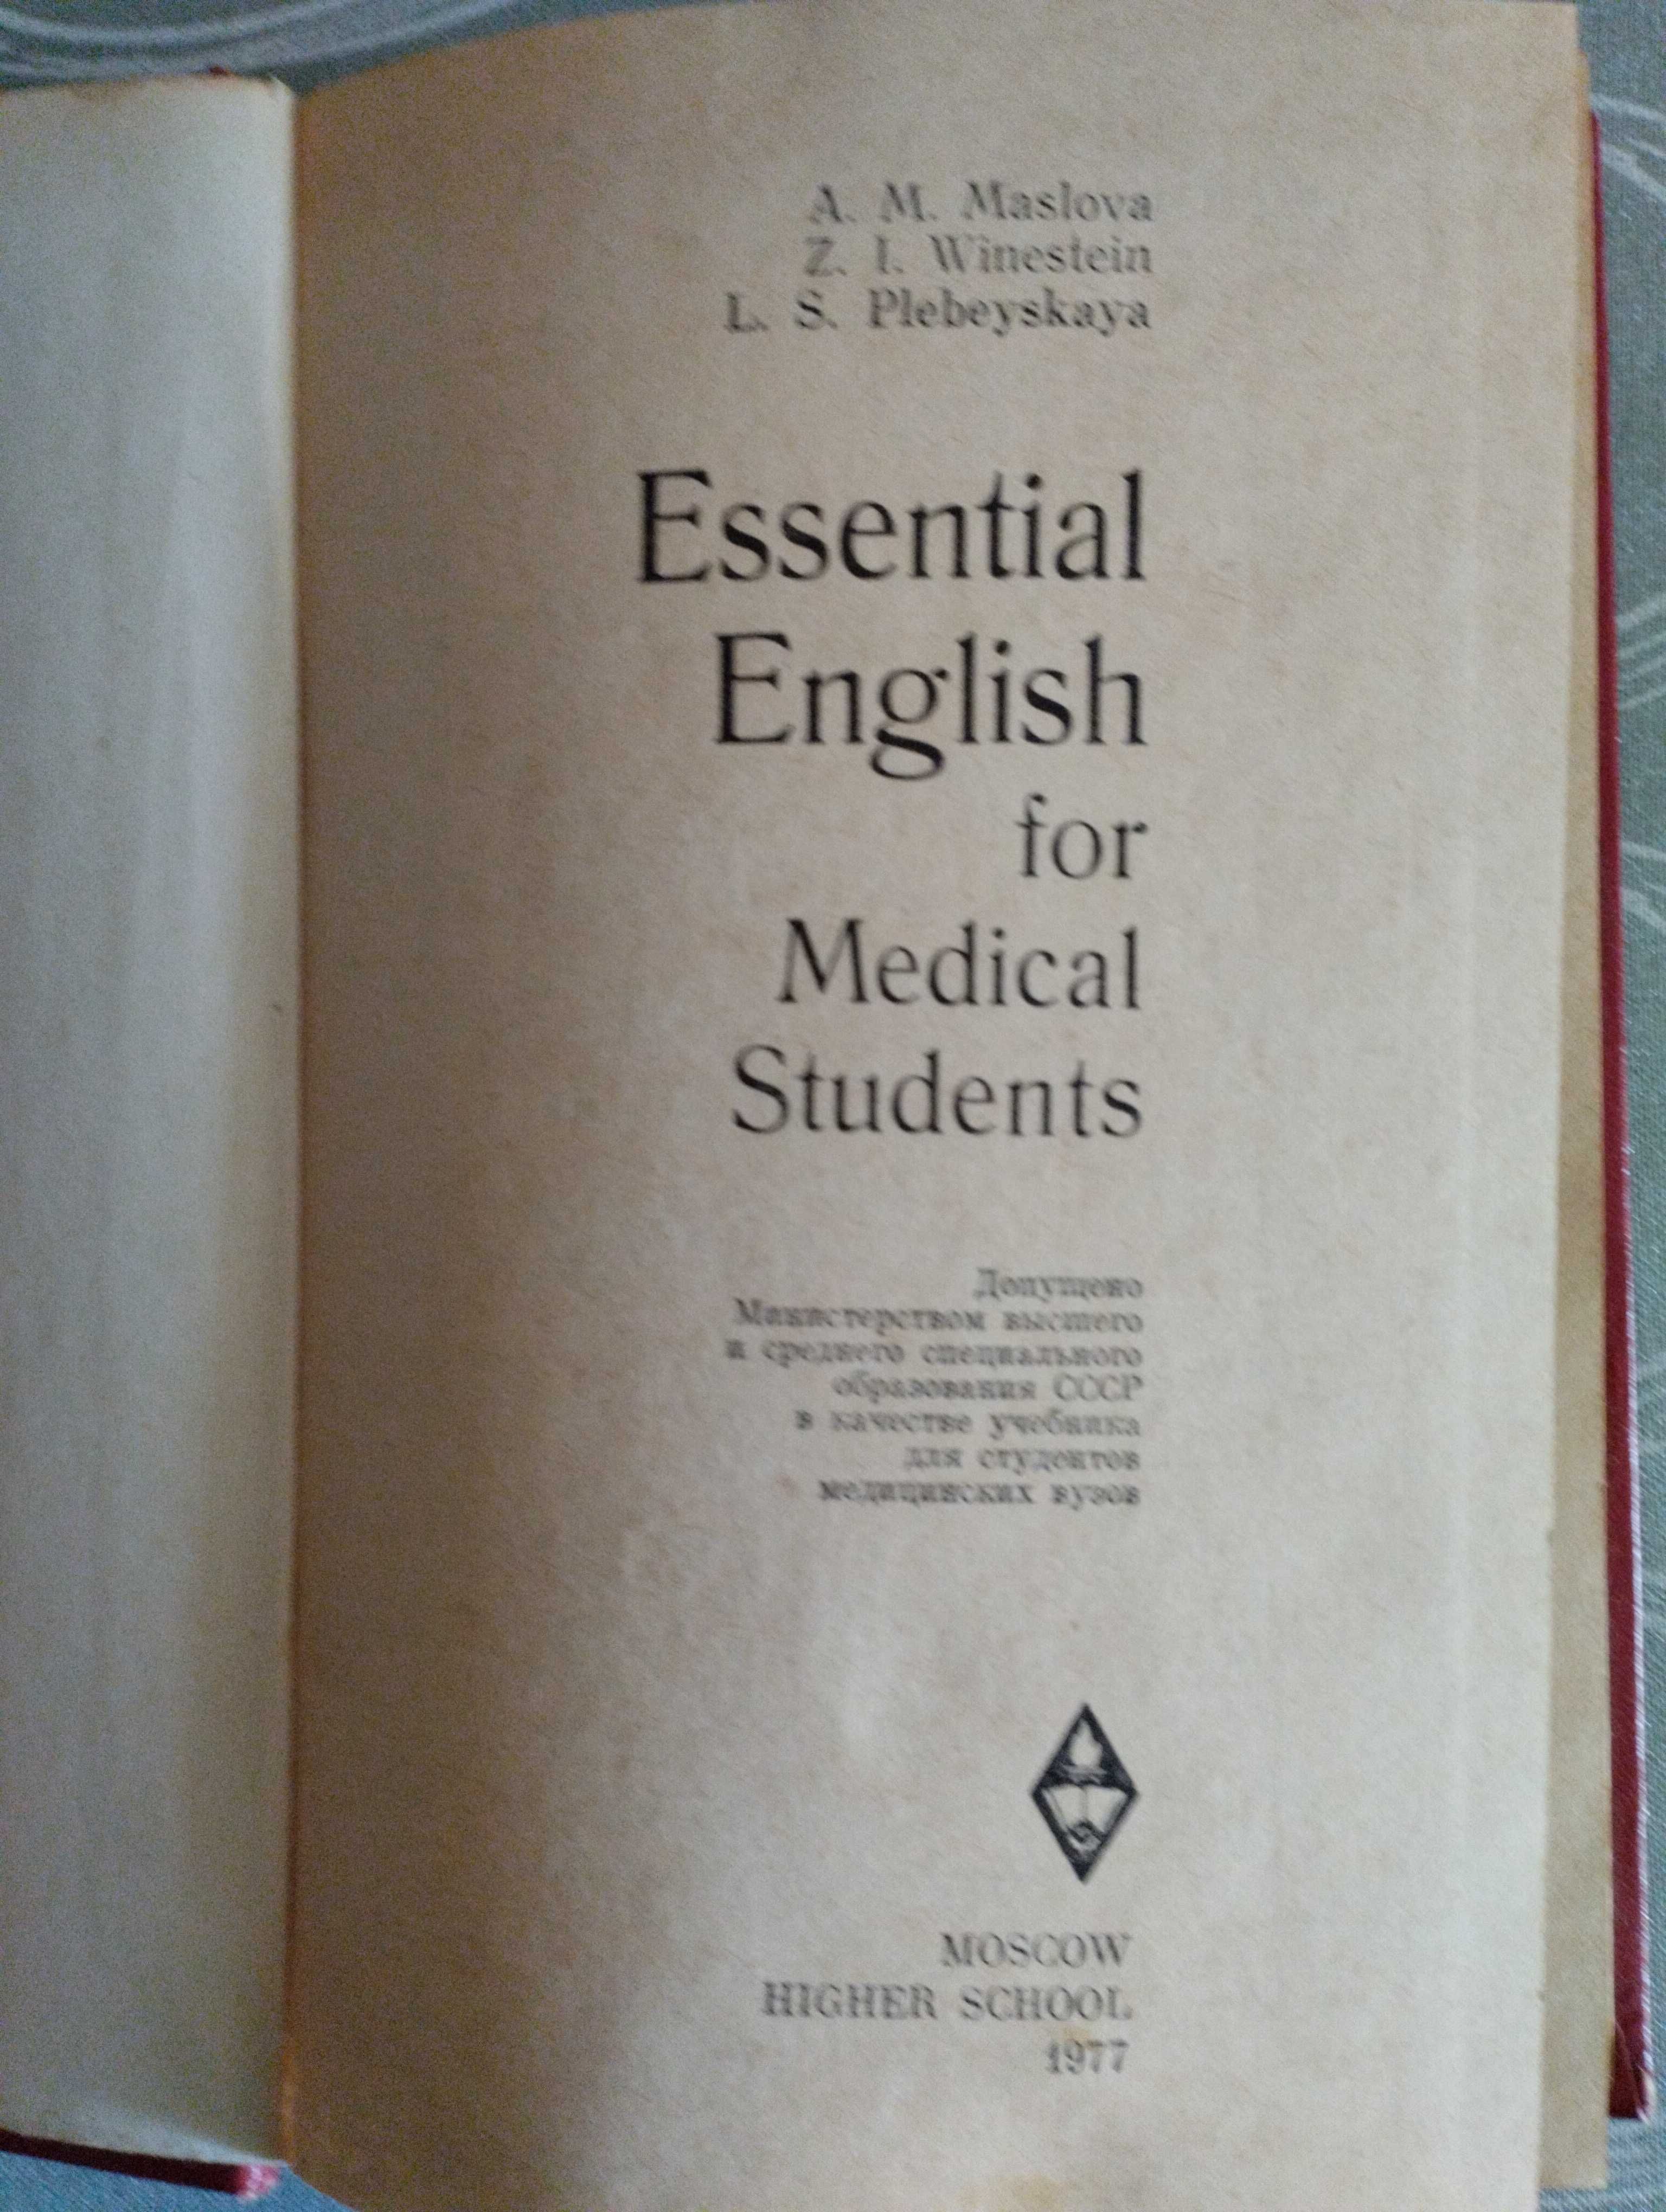 A. M. Maslova
Z. I. Winestein
L. S. Plebeyskaya
Essential
English
for
Medical
Students
Допущено
Министерством высшего
и среднего специального
образования СССР
в качестве учебника
для студентов
медицинских вузов
MOSCOW
HIGHER SCHOOL
1977